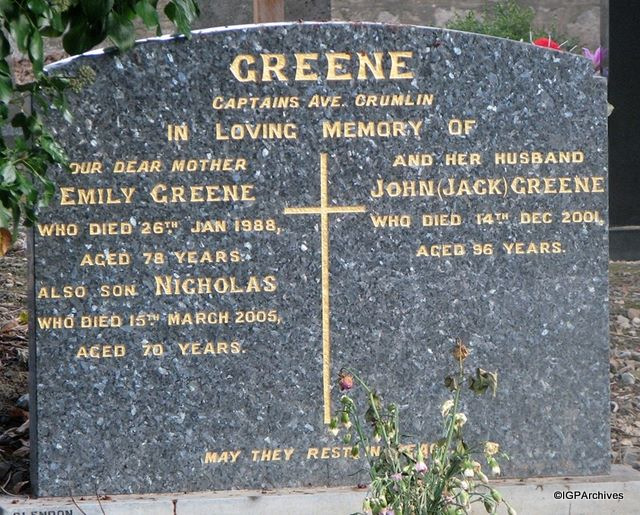 GREENE
CAPTAINS AVE. CRUMLIN
IN LOVING MEMORY OF
OUR DEAR MOTHER
EMILY GREENE
WHO DIED 26TH JAN 1988,
AGED 78 YEARS.
ALSO SON NICHOLAS
WHO DIED 15TH MARCH 2005,
AGED 70 YEARS.
AND HER HUSBAND
JOHN (JACK) GREENE
WHO DIED 14TH DEC 2001,
AGED 96 YEARS.
MAY THEY REST IN PEACE
GLENDON
©IGPArchives